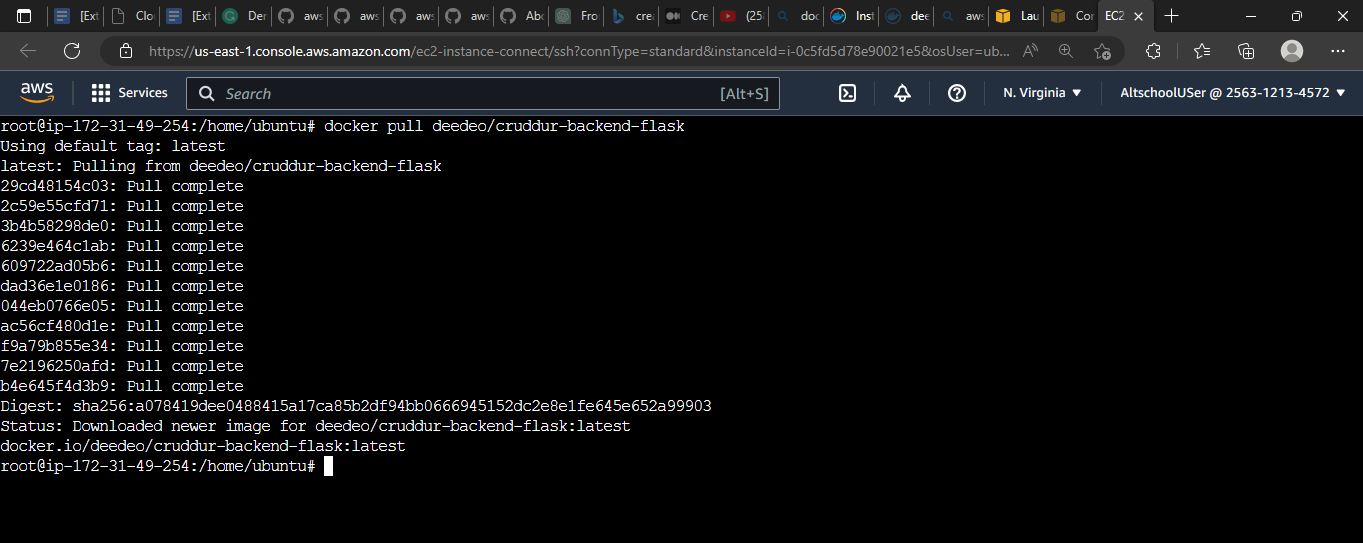 [Ext
Clo
[Ext
Der
aws
aws
aws
aws
Abo
Fro
crea
Cre
(25
doc
Inst
dee
aws
Lau
Cor
EC2
https://us-east-1.console.aws.amazon.com/ec2-instance-connect/ssh?connType=standard&instanceId=i-0c5fd5d78e90021e5&osUser=ub...
aws
Services
Search
[Alt+S]
N. Virginia
AltschoolUSer @ 2563-1213-4572
root@ip-172-31-49-254:/home/ubuntu# docker pull deedeo/cruddur-backend-flask
Using default tag: latest
latest: Pulling from deedeo/cruddur-backend-flask
29cd48154c03: Pull complete
2c59e55cfd71: Pull complete
3b4b58298de0: Pull complete
6239e464c1ab: Pull complete
609722ad05b6: Pull complete
dad36e1e0186: Pull complete
044eb0766e05: Pull complete
ac56cf480d1e: Pull complete
f9a79b855e34: Pull complete
7e2196250afd: Pull complete
b4e645f4d3b9: Pull complete
Digest: sha256:a078419dee0488415a17ca85b2df94bb0666945152dc2e8e1fe645e652a99903
Status: Downloaded newer image for deedeo/cruddur-backend-flask:latest
docker.io/deedeo/cruddur-backend-flask:latest
root@ip-172-31-49-254:/home/ubuntu#